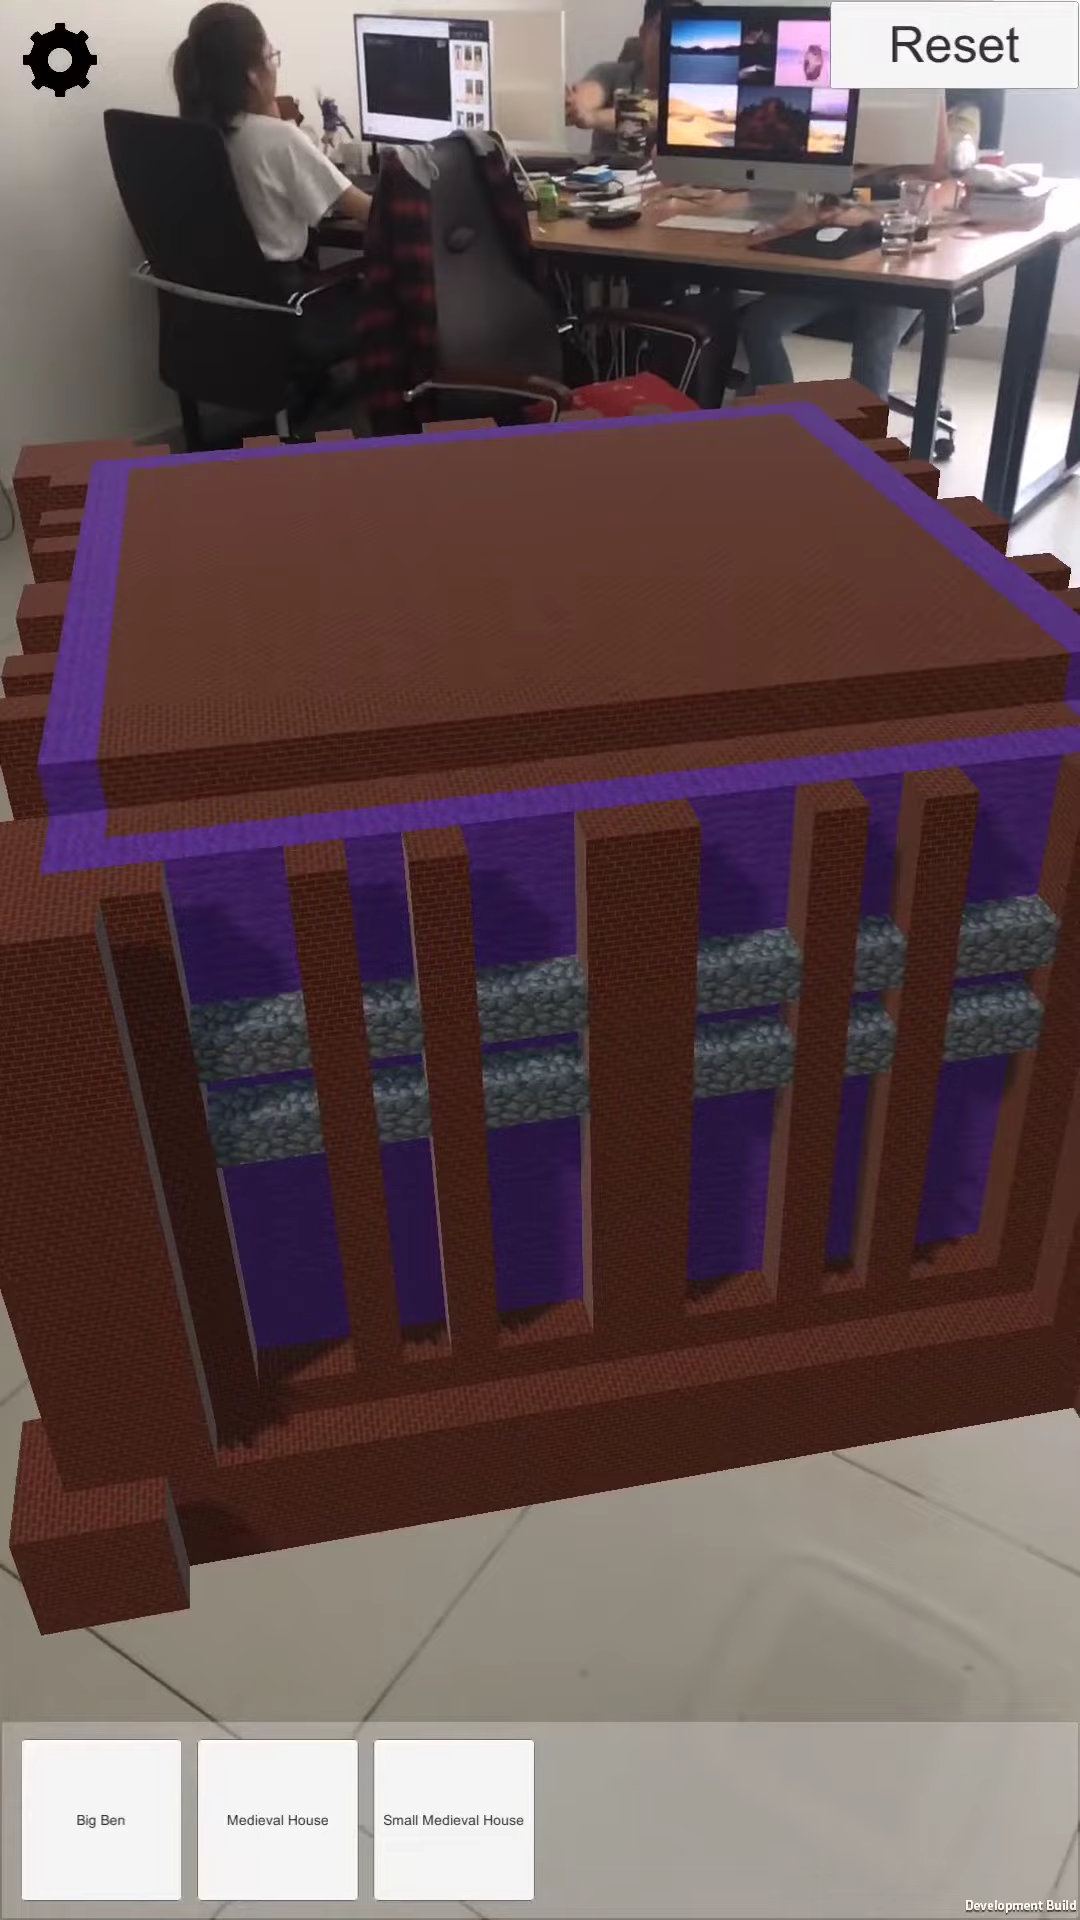 Reset
Big Ben
Medieval House
Small Medieval House
Development Build